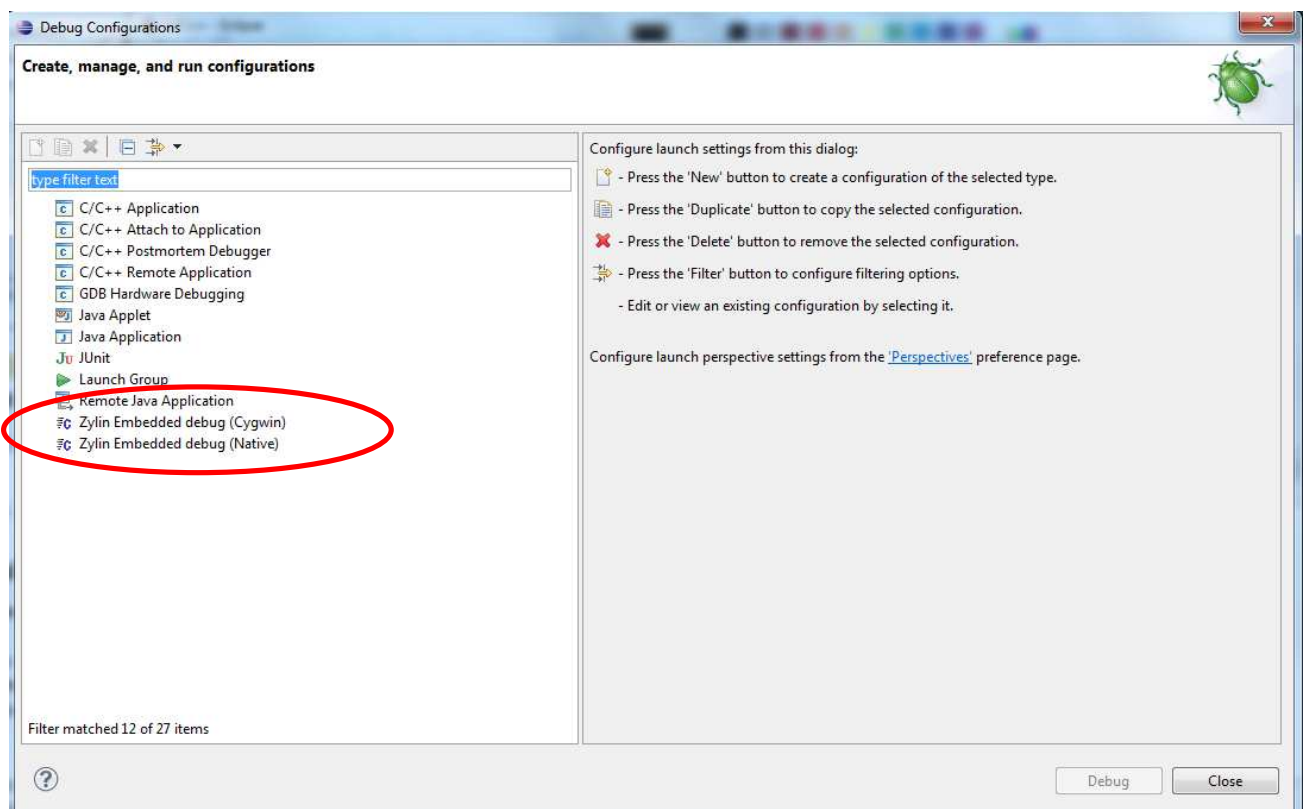 Debug Configurations
Create, manage, and run configurations
type filter text
C/C++ Application
C/C++ Attach to Application
C/C++ Postmortem Debugger
C/C++ Remote Application
GDB Hardware Debugging
Java Applet
Java Application
Ju JUnit
Launch Group
Remote Java Application
Zylin Embedded debug (Cygwin)
Zylin Embedded debug (Native)
Filter matched 12 of 27 items
Configure launch settings from this dialog:
- Press the 'New' button to create a configuration of the selected type.
- Press the 'Duplicate' button to copy the selected configuration.
- Press the 'Delete' button to remove the selected configuration.
- Press the 'Filter' button to configure filtering options.
- Edit or view an existing configuration by selecting it.
Configure launch perspective settings from the 'Perspectives' preference page.
Debug
Close